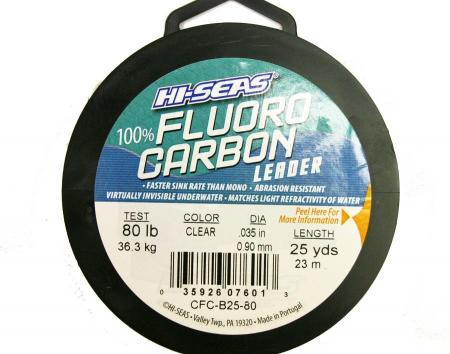 HI-SEAS®
100% FLUORO
CARBON
LEADER
• FASTER SINK RATE THAN MONO • ABRASION RESISTANT
VIRTUALLY INVISIBLE UNDERWATER • MATCHES LIGHT REFRACTIVITY OF WATER
Peel Here For
More Information
TEST COLOR DIA LENGTH
80 lb CLEAR .035 in 25 yds
36.3 kg 0.90 mm 23 m
0 35926 07601 3
CFC-B25-80
©HI-SEAS • Valley Twp., PA 19320 • Made in Portugal